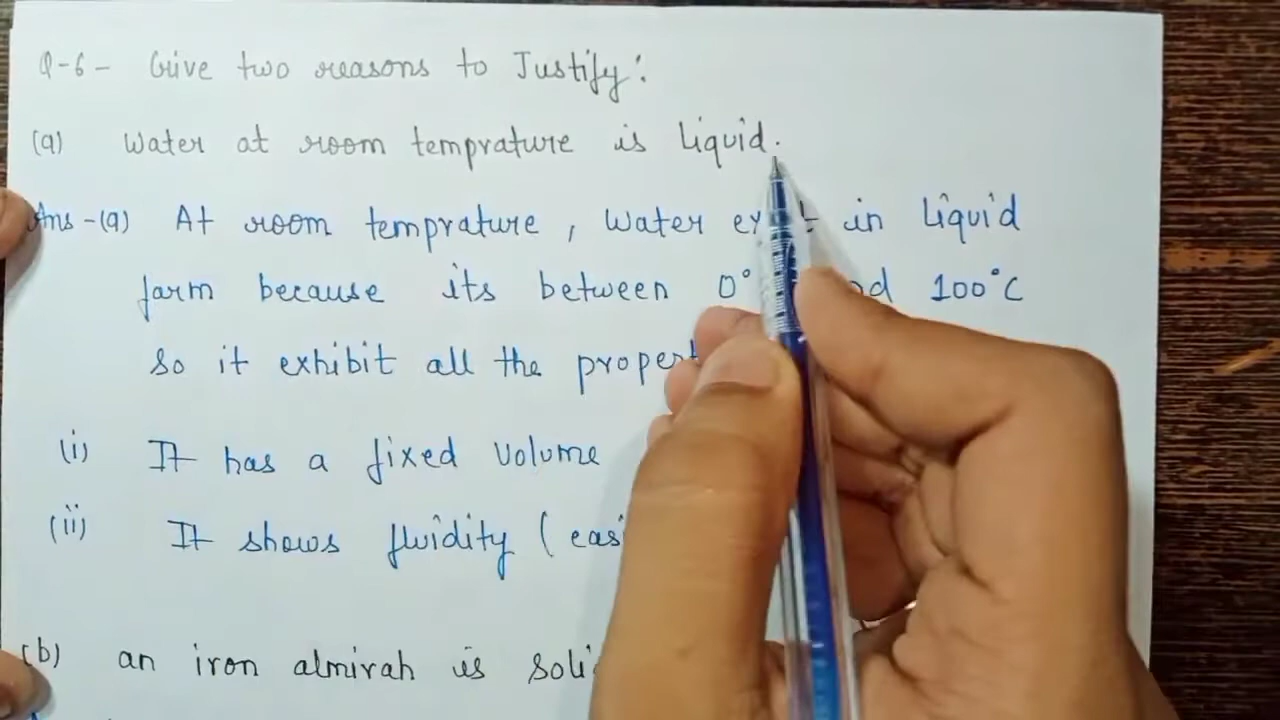 Q-6- Give two reasons to Justify:
(a) Water at room temprature is liquid.
Ans-(a) At room temprature, Water in liquid
farm because its between 0° 100°C
So it exhibit all the
(i) It has a fixed volume
(ii) It shows fluidity (
(b) an iron almirah is